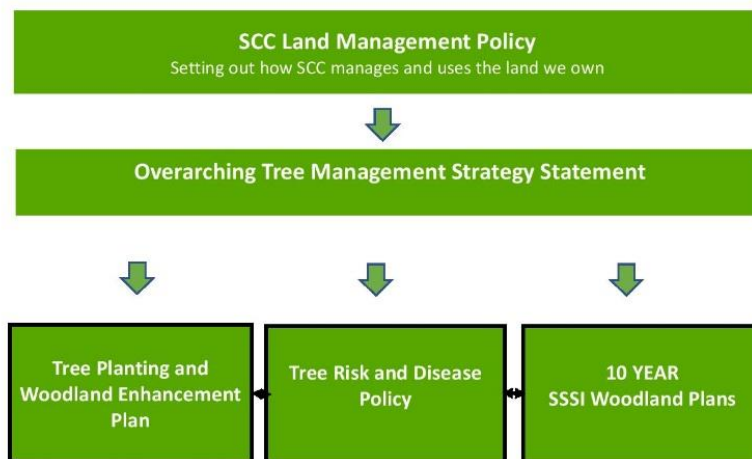 SCC Land Management Policy
Setting out how SCC manages and uses the land we own
Overarching Tree Management Strategy Statement
Tree Planting and
Woodland Enhancement
Plan
Tree Risk and Disease
Policy
10 YEAR
SSSI Woodland Plans